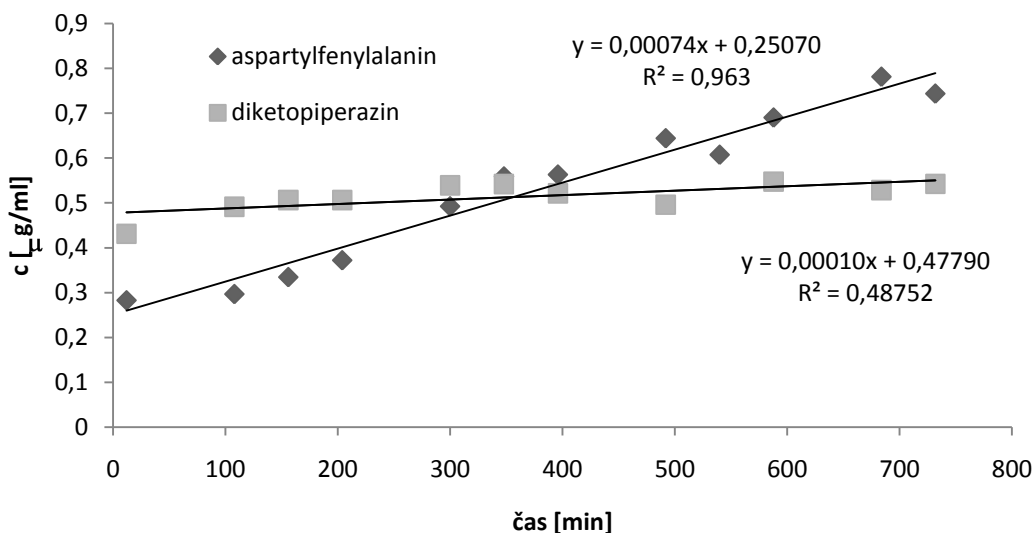 0,9
0,8
0,7
0,6
0,5
0,4
0,3
0,2
0,1
0
c [µg/ml]
aspartylfenylalanin
diketopiperazin
y = 0,00074x + 0,25070
R² = 0,963
y = 0,00010x + 0,47790
R² = 0,48752
0 100 200 300 400 500 600 700 800
čas [min]